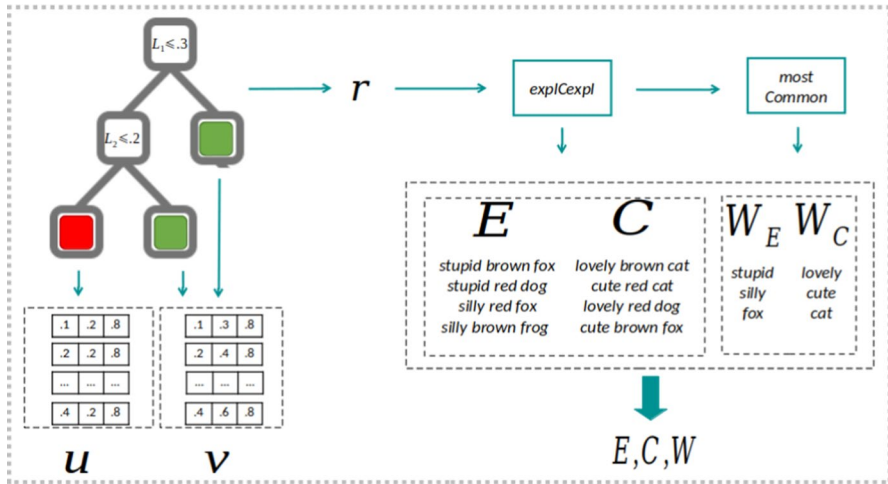 L₁⩽.3
L₂⩽.2
r
explCexpl
most
Common
E C
stupid brown fox lovely brown cat
stupid red dog cute red cat
silly red fox lovely red dog
silly brown frog cute brown fox
W_E W_C
stupid lovely
silly cute
fox cat
.1 .2 .8
.2 .2 .8
... ... ...
.4 .2 .8
.1 .3 .8
.2 .4 .8
... ... ...
.4 .6 .8
u v
E,C,W